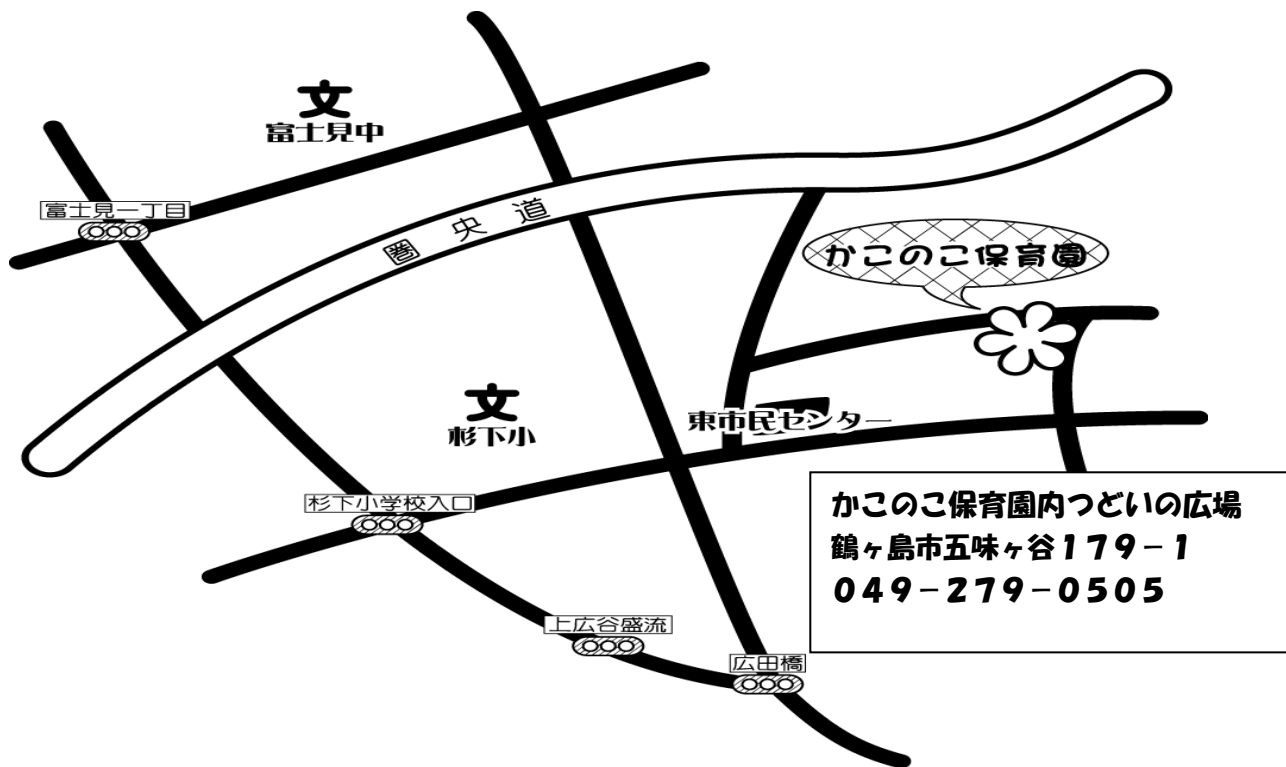 文
富士見中
富士見一丁目
圏央道
かこのこ保育園
文
杉下小
東市民センター
杉下小学校入口
かこのこ保育園内つどいの広場
鶴ヶ島市五味ヶ谷179-1
049-279-0505
上広谷盛流
広田橋